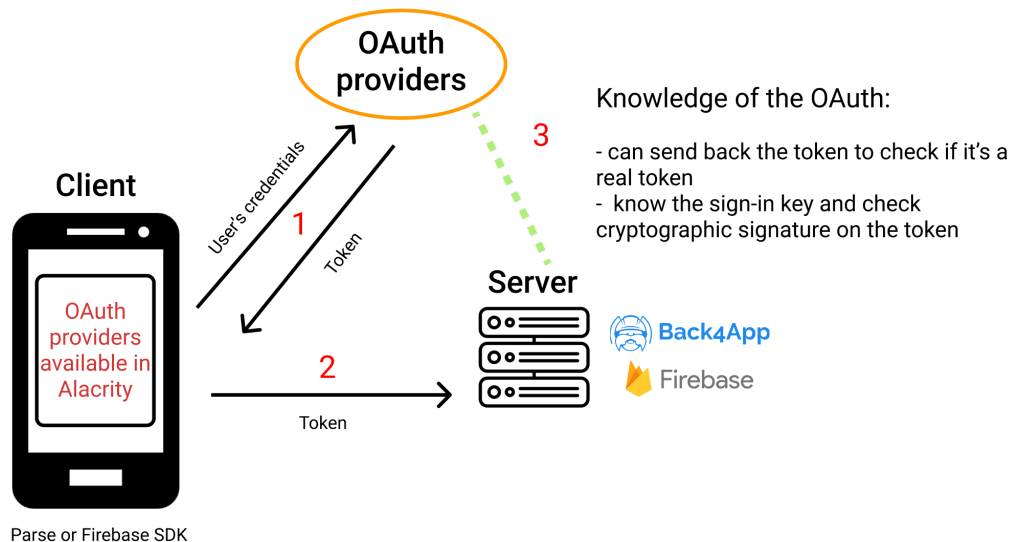 OAuth
providers
Knowledge of the OAuth:
3
- can send back the token to check if it's a
real token
-  know the sign-in key and check
cryptographic signature on the token
Client
User's credentials
1
Token
OAuth
providers
available in
Alacrity
Server
Back4App
Firebase
2
Token
Parse or Firebase SDK